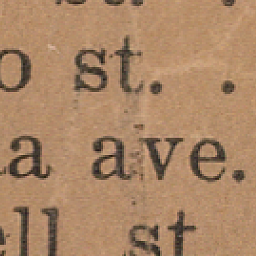 o st. .
a ave.
ell st